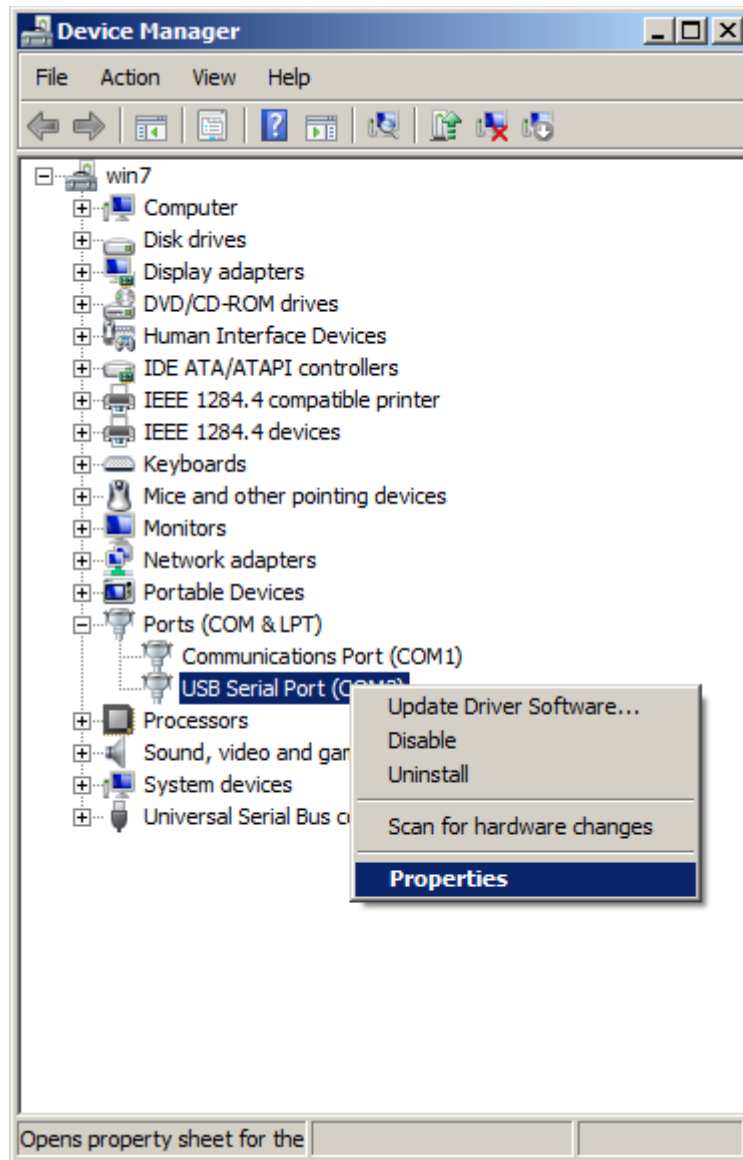 Device Manager
File Action View Help
win7
Computer
Disk drives
Display adapters
DVD/CD-ROM drives
Human Interface Devices
IDE ATA/ATAPI controllers
IEEE 1284.4 compatible printer
IEEE 1284.4 devices
Keyboards
Mice and other pointing devices
Monitors
Network adapters
Portable Devices
Ports (COM & LPT)
Communications Port (COM1)
USB Serial Port
Update Driver Software...
Disable
Uninstall
Scan for hardware changes
Properties
Processors
Sound, video and
System devices
Universal Serial Bus
Opens property sheet for the